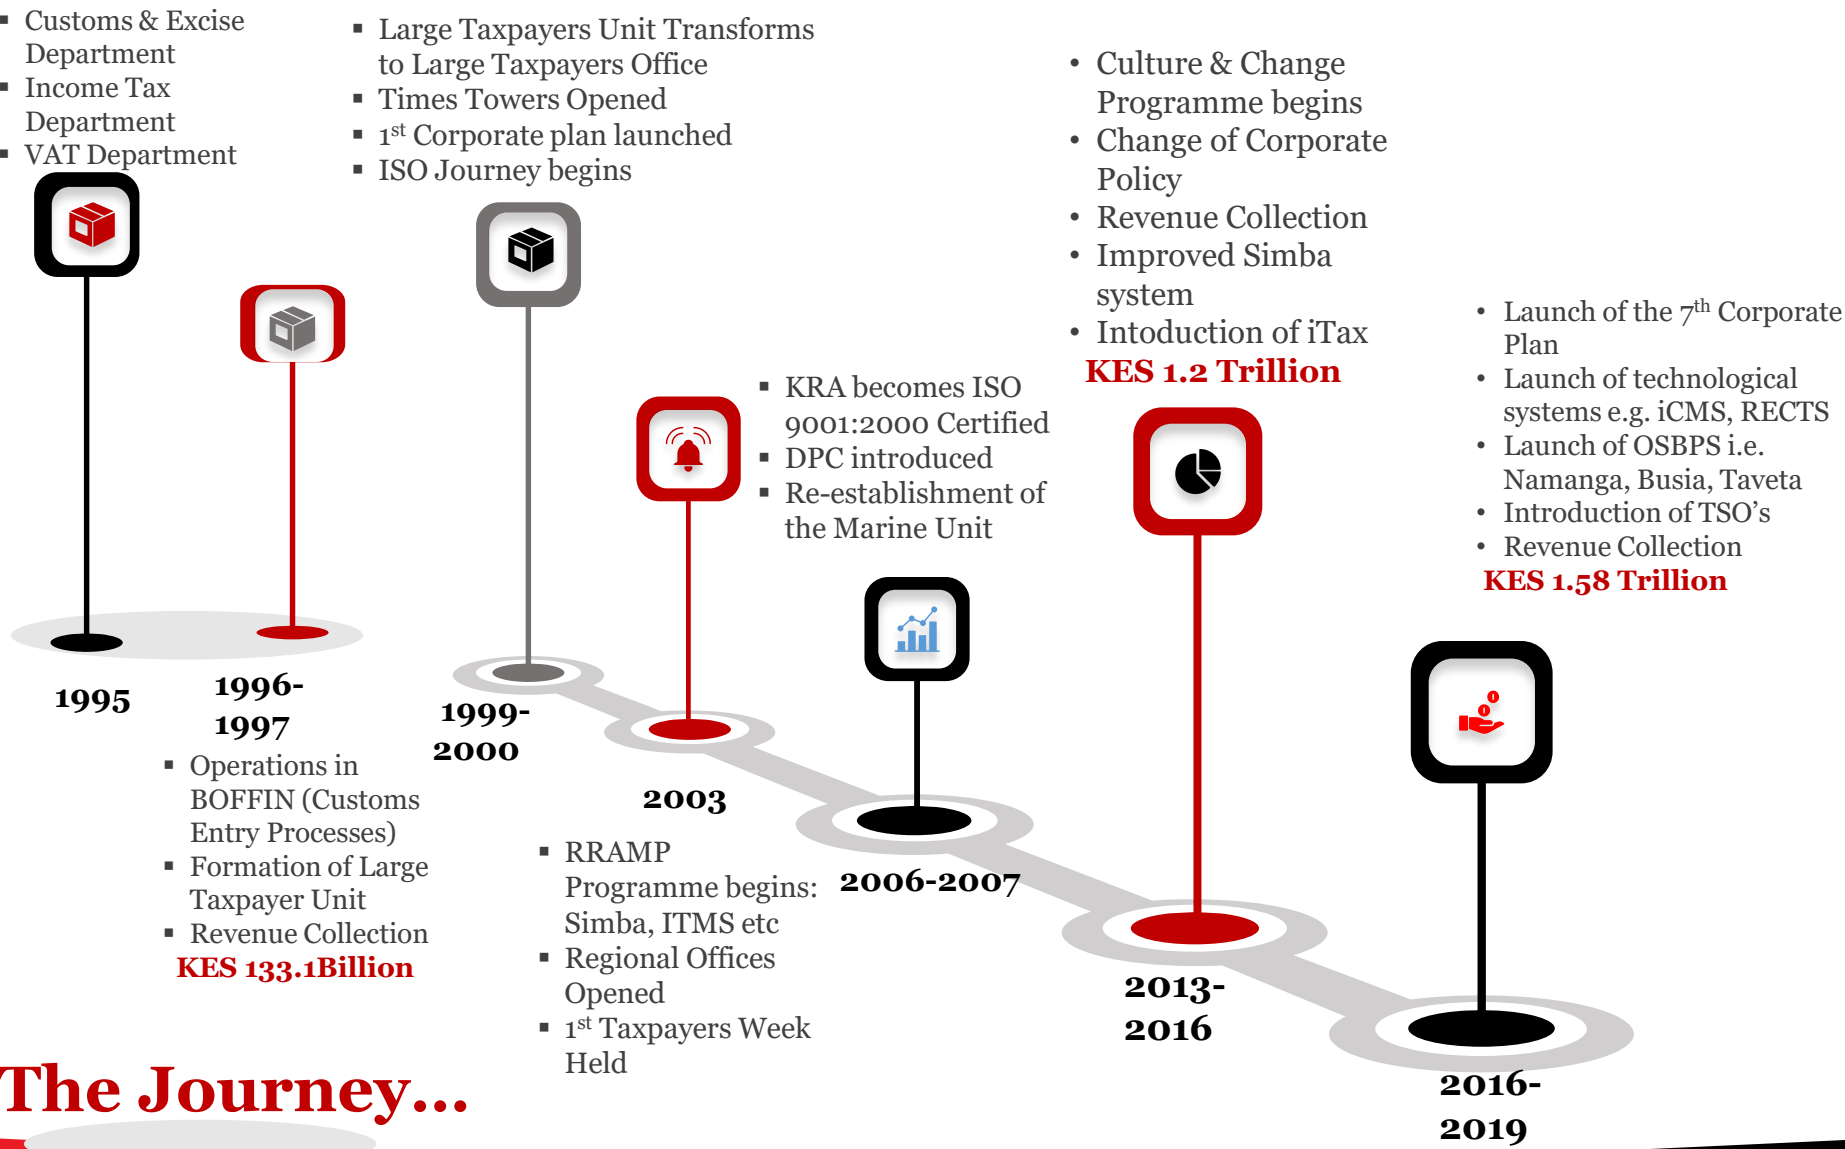 ▪ Customs & Excise
Department
▪ Income Tax
Department
▪ VAT Department
1995
1996-
1997
▪ Operations in
BOFFIN (Customs
Entry Processes)
▪ Formation of Large
Taxpayer Unit
▪ Revenue Collection
KES 133.1Billion
▪ Large Taxpayers Unit Transforms
to Large Taxpayers Office
▪ Times Towers Opened
▪ 1st Corporate plan launched
▪ ISO Journey begins
1999-
2000
2003
▪ RRAMP
Programme begins:
Simba, ITMS etc
▪ Regional Offices
Opened
▪ 1st Taxpayers Week
Held
▪ KRA becomes ISO
9001:2000 Certified
▪ DPC introduced
▪ Re-establishment of
the Marine Unit
2006-2007
• Culture & Change
Programme begins
• Change of Corporate
Policy
• Revenue Collection
• Improved Simba
system
• Intoduction of iTax
KES 1.2 Trillion
2013-
2016
• Launch of the 7th Corporate
Plan
• Launch of technological
systems e.g. iCMS, RECTS
• Launch of OSBPS i.e.
Namanga, Busia, Taveta
• Introduction of TSO’s
• Revenue Collection
KES 1.58 Trillion
2016-
2019
The Journey...